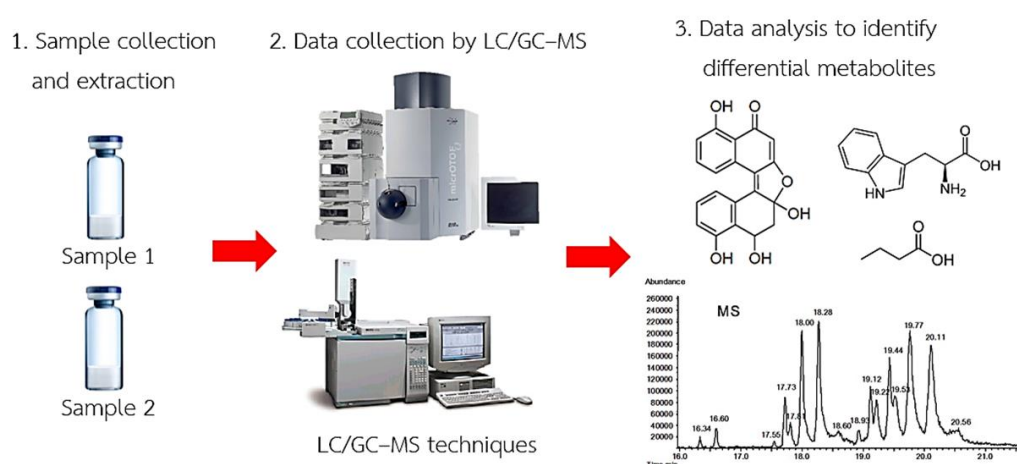 1. Sample collection
and extraction
Sample 1
Sample 2
2. Data collection by LC/GC–MS
micrOTOF
LC/GC–MS techniques
3. Data analysis to identify
differential metabolites
OH O
O
OH
OH OH
O
OH
NH₂
HN
O
OH
Abundance
260000
240000
220000
200000
180000
160000
140000
120000
100000
80000
60000
40000
20000
MS
16.34
16.60
17.55
17.73
18.00
18.28
18.60
18.93
19.12
19.22
19.44
19.53
19.77
20.11
20.56
16.0 17.0 18.0 19.0 20.0 21.0